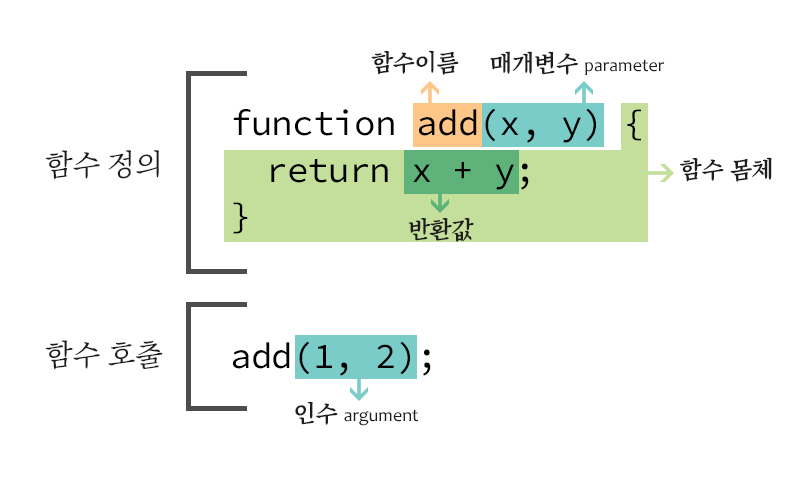 함수이름 매개변수 parameter
함수 정의
function add(x, y) {
return x + y;
함수 몸체
}
반환값
함수 호출
add(1, 2);
인수 argument